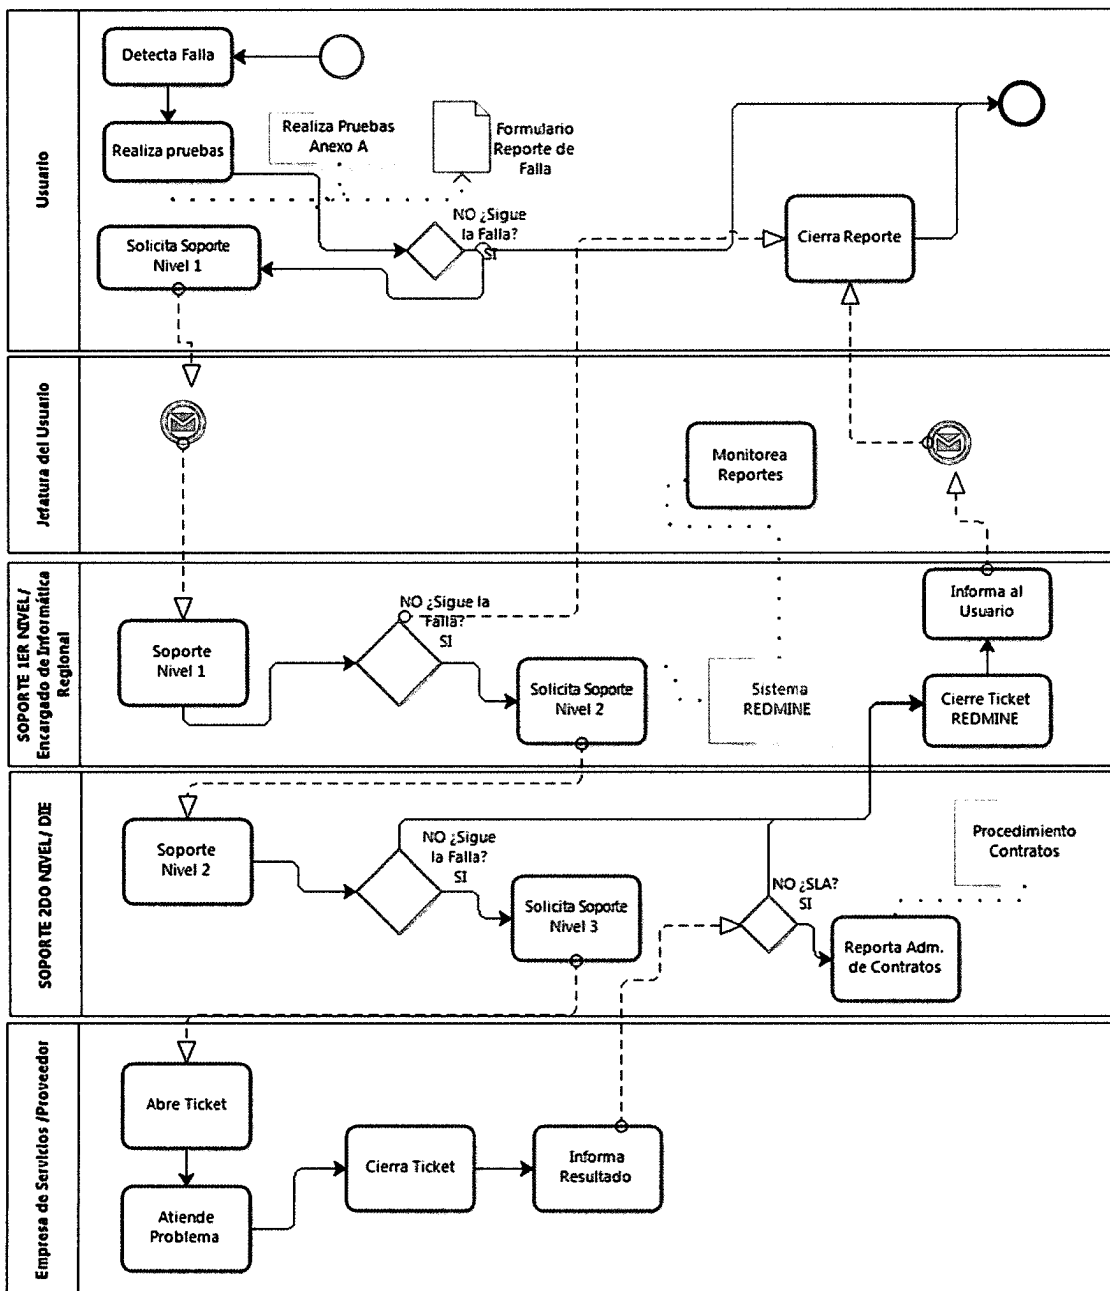 Usuario
Detecta Falla
Realiza pruebas
Realiza Pruebas
Anexo A
Formulario
Reporte de
Falla
Solicita Soporte
Nivel 1
NO ¿Sigue
la Falla?
SI
Cierra Reporte
Jefatura del Usuario
Monitorea
Reportes
SOPORTE 1ER NIVEL/
Encargado de Informática
Regional
Soporte
Nivel 1
NO ¿Sigue la
Falla?
SI
Solicita Soporte
Nivel 2
Sistema
REDMINE
Informa al
Usuario
Cierre Ticket
REDMINE
SOPORTE 2DO NIVEL/ DIE
Soporte
Nivel 2
NO ¿Sigue
la Falla?
SI
Solicita Soporte
Nivel 3
NO ¿SLA?
SI
Procedimiento
Contratos
Reporta Adm.
de Contratos
Empresa de Servicios /Proveedor
Abre Ticket
Atiende
Problema
Cierra Ticket
Informa
Resultado